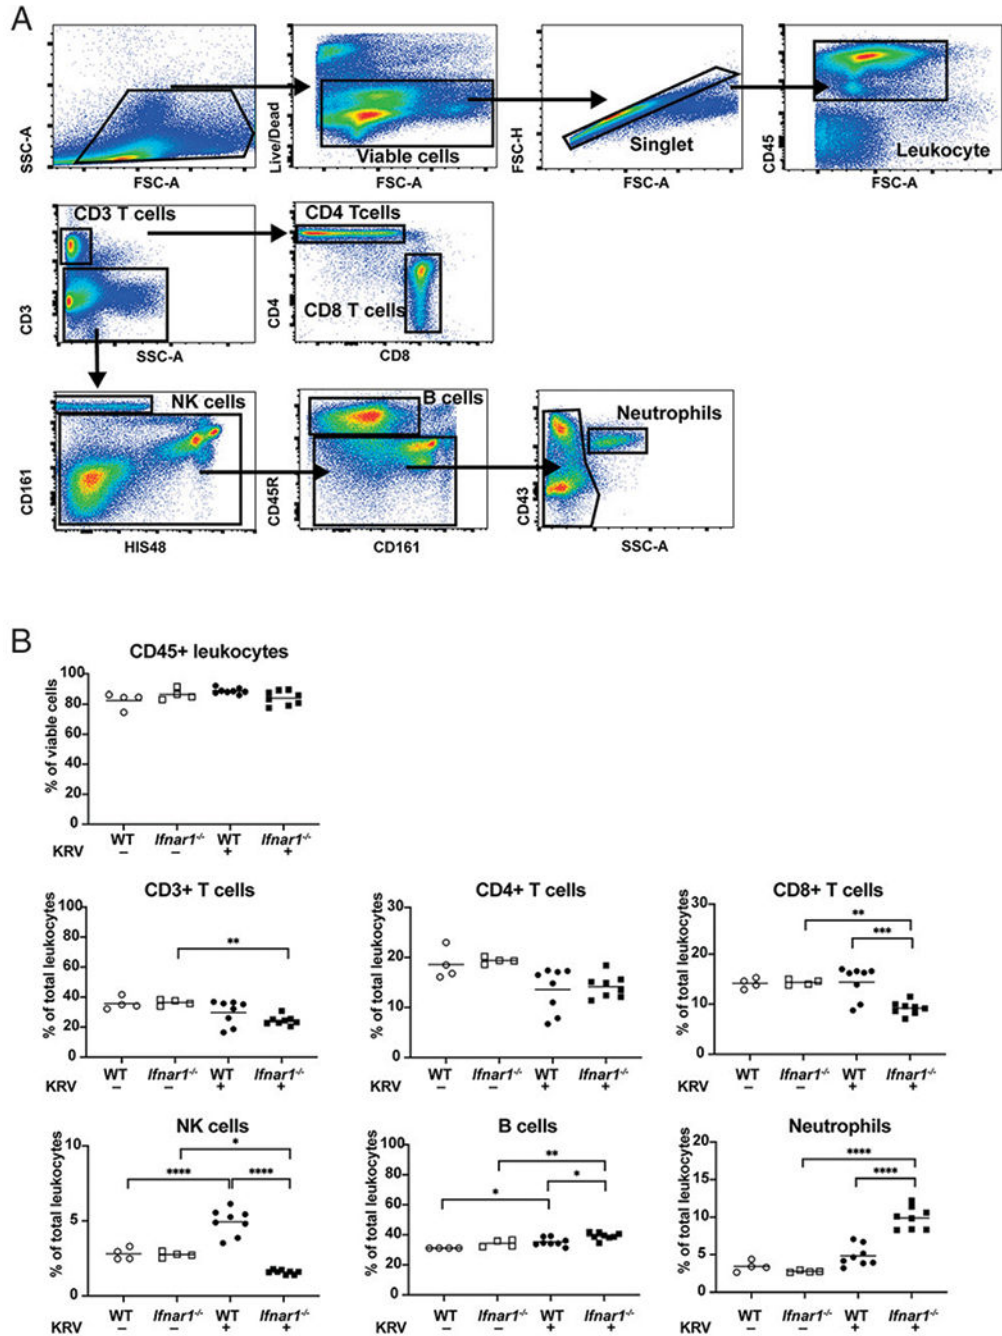 A
SSC-A
FSC-A
Live/Dead
Viable cells
FSC-A
FSC-H
Singlet
FSC-A
CD45
Leukocyte
FSC-A
CD3 T cells
CD3
SSC-A
CD4 Tcells
CD4
CD8 T cells
CD8
NK cells
CD161
HIS48
B cells
CD45R
CD161
Neutrophils
CD43
SSC-A
B
CD45+ leukocytes
% of viable cells
100
80
60
40
20
0
WT Ifnar1-/- WT Ifnar1-/-
KRV – – + +
CD3+ T cells
% of total leukocytes
100
80
60
40
20
0
**
WT Ifnar1-/- WT Ifnar1-/-
KRV – – + +
CD4+ T cells
% of total leukocytes
30
20
10
0
WT Ifnar1-/- WT Ifnar1-/-
KRV – – + +
CD8+ T cells
% of total leukocytes
30
20
10
0
**
***
WT Ifnar1-/- WT Ifnar1-/-
KRV – – + +
NK cells
% of total leukocytes
10
5
0
*
**** ****
WT Ifnar1-/- WT Ifnar1-/-
KRV – – + +
B cells
% of total leukocytes
100
80
60
40
20
0
**
*
*
WT Ifnar1-/- WT Ifnar1-/-
KRV – – + +
Neutrophils
% of total leukocytes
20
15
10
5
0
****
****
WT Ifnar1-/- WT Ifnar1-/-
KRV – – + +